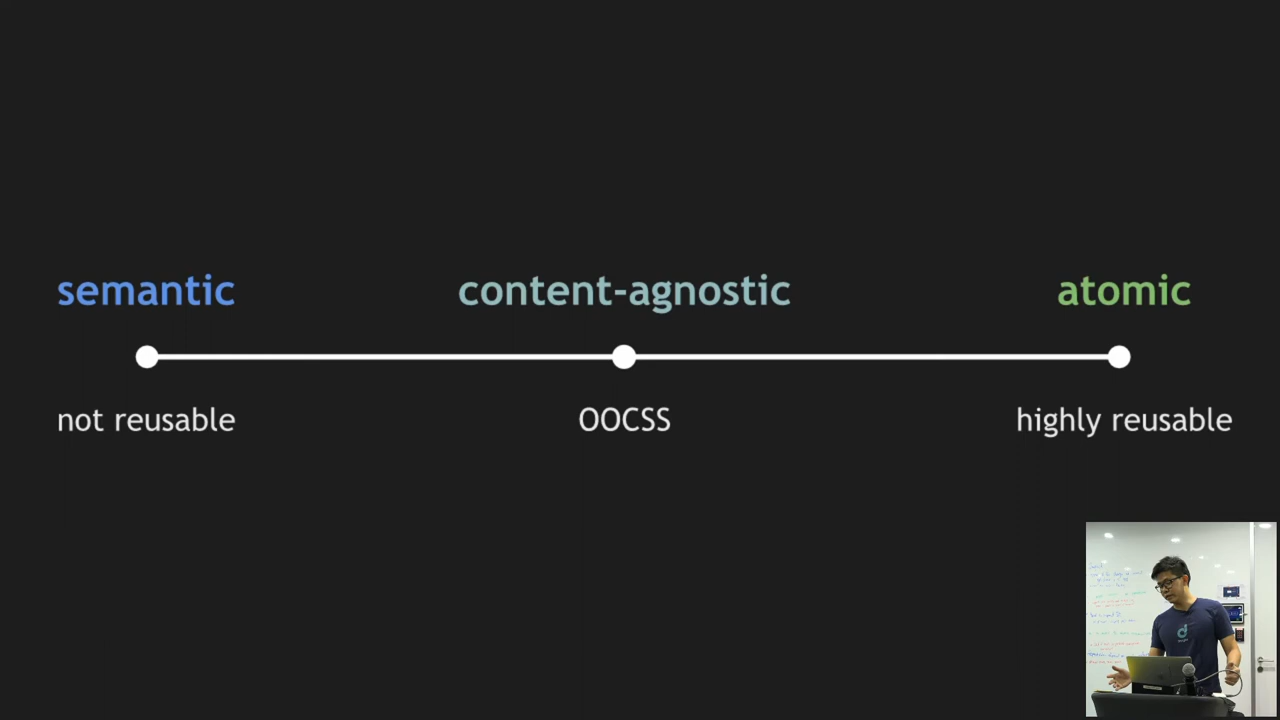 semantic
content-agnostic
atomic
not reusable
OOCSS
highly reusable